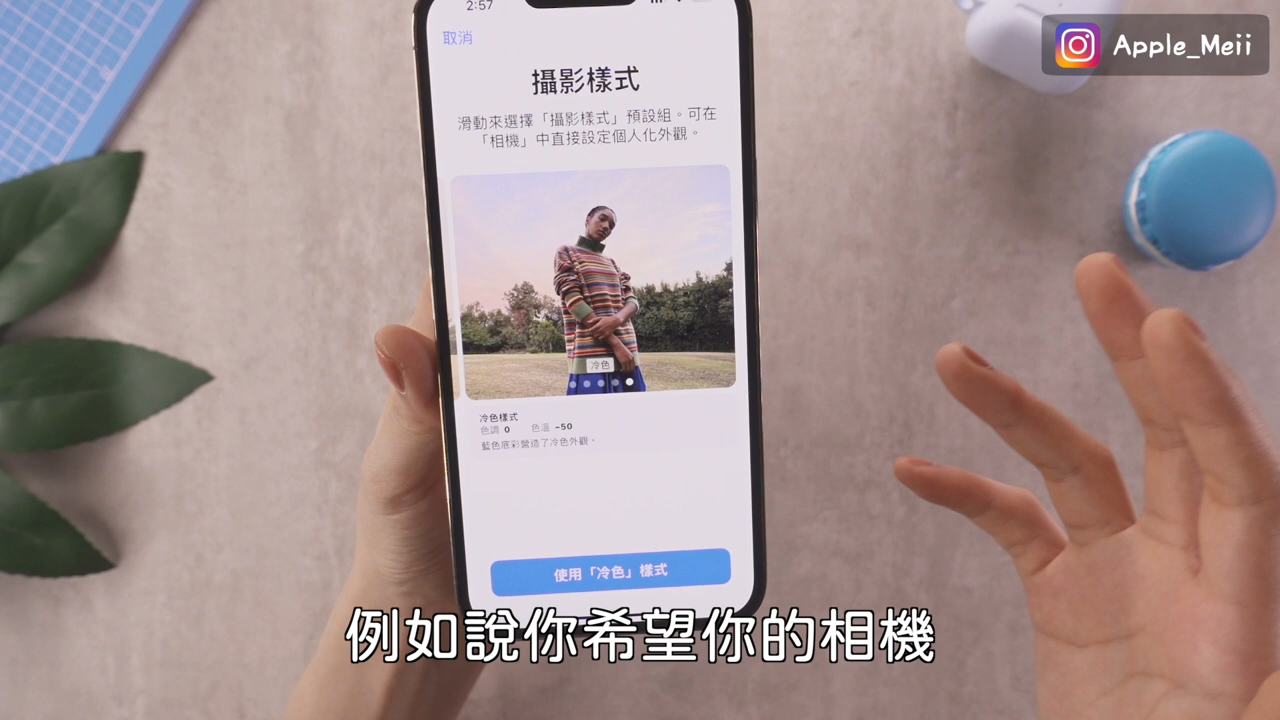 2:57
Apple_Meii
取消
攝影樣式
滑動來選擇「攝影樣式」預設組。可在
「相機」中直接設定個人化外觀。
冷色
冷色樣式
色調 0 色溫 -50
藍色底彩營造了冷色外觀。
使用「冷色」樣式
例如說你希望你的相機